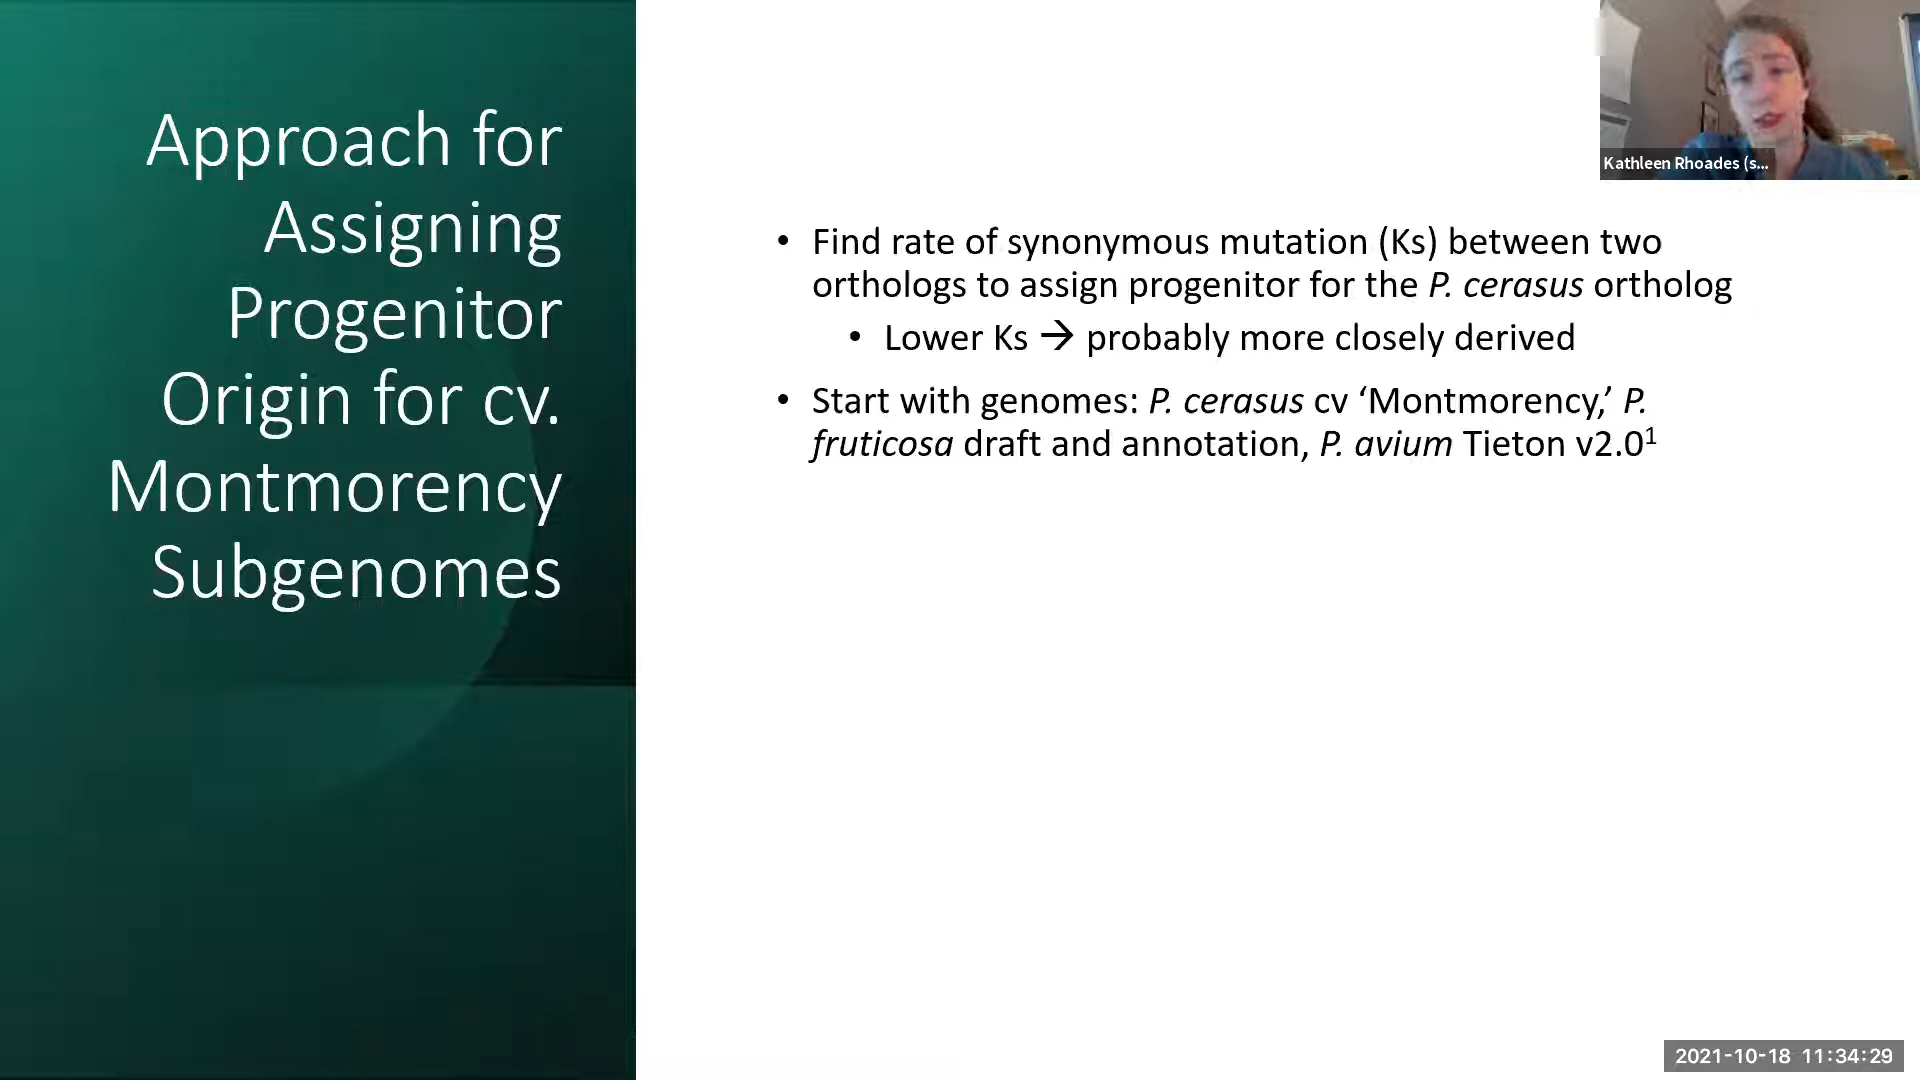 Approach for
Assigning
Progenitor
Origin for cv.
Montmorency
Subgenomes
Kathleen Rhoades (s...
• Find rate of synonymous mutation (Ks) between two
orthologs to assign progenitor for the P. cerasus ortholog
• Lower Ks → probably more closely derived
• Start with genomes: P. cerasus cv ‘Montmorency,’ P.
fruticosa draft and annotation, P. avium Tieton v2.0¹
2021-10-18 11:34:29